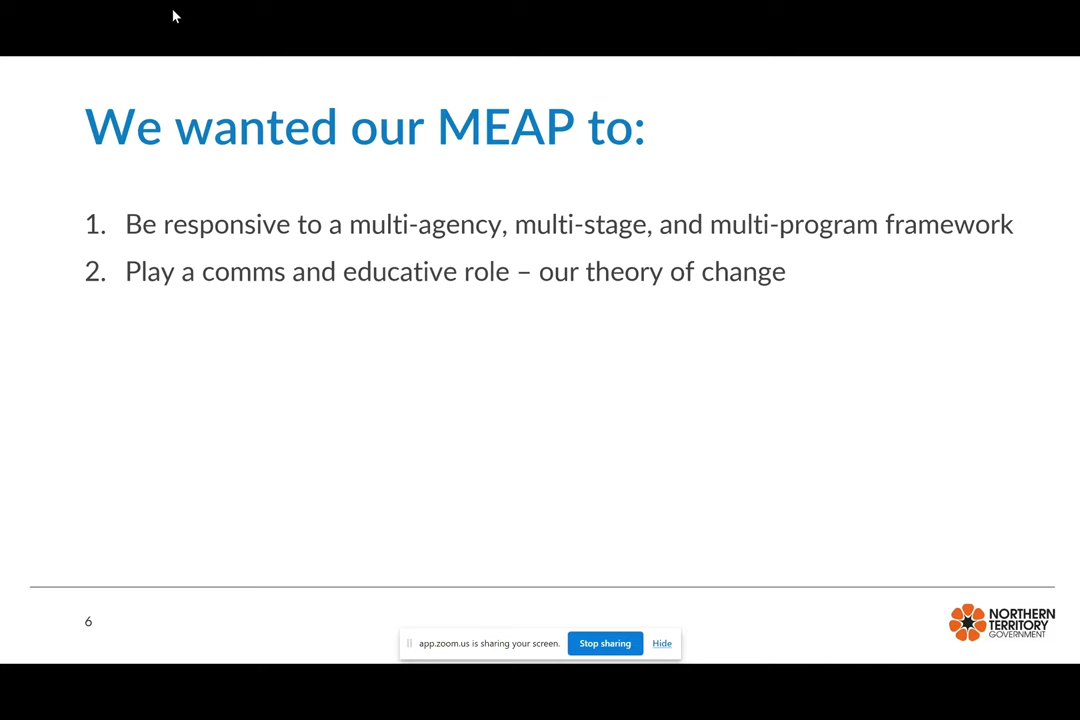 We wanted our MEAP to:
1. Be responsive to a multi-agency, multi-stage, and multi-program framework
2. Play a comms and educative role – our theory of change
6
NORTHERN
TERRITORY
GOVERNMENT
app.zoom.us is sharing your screen. Stop sharing Hide